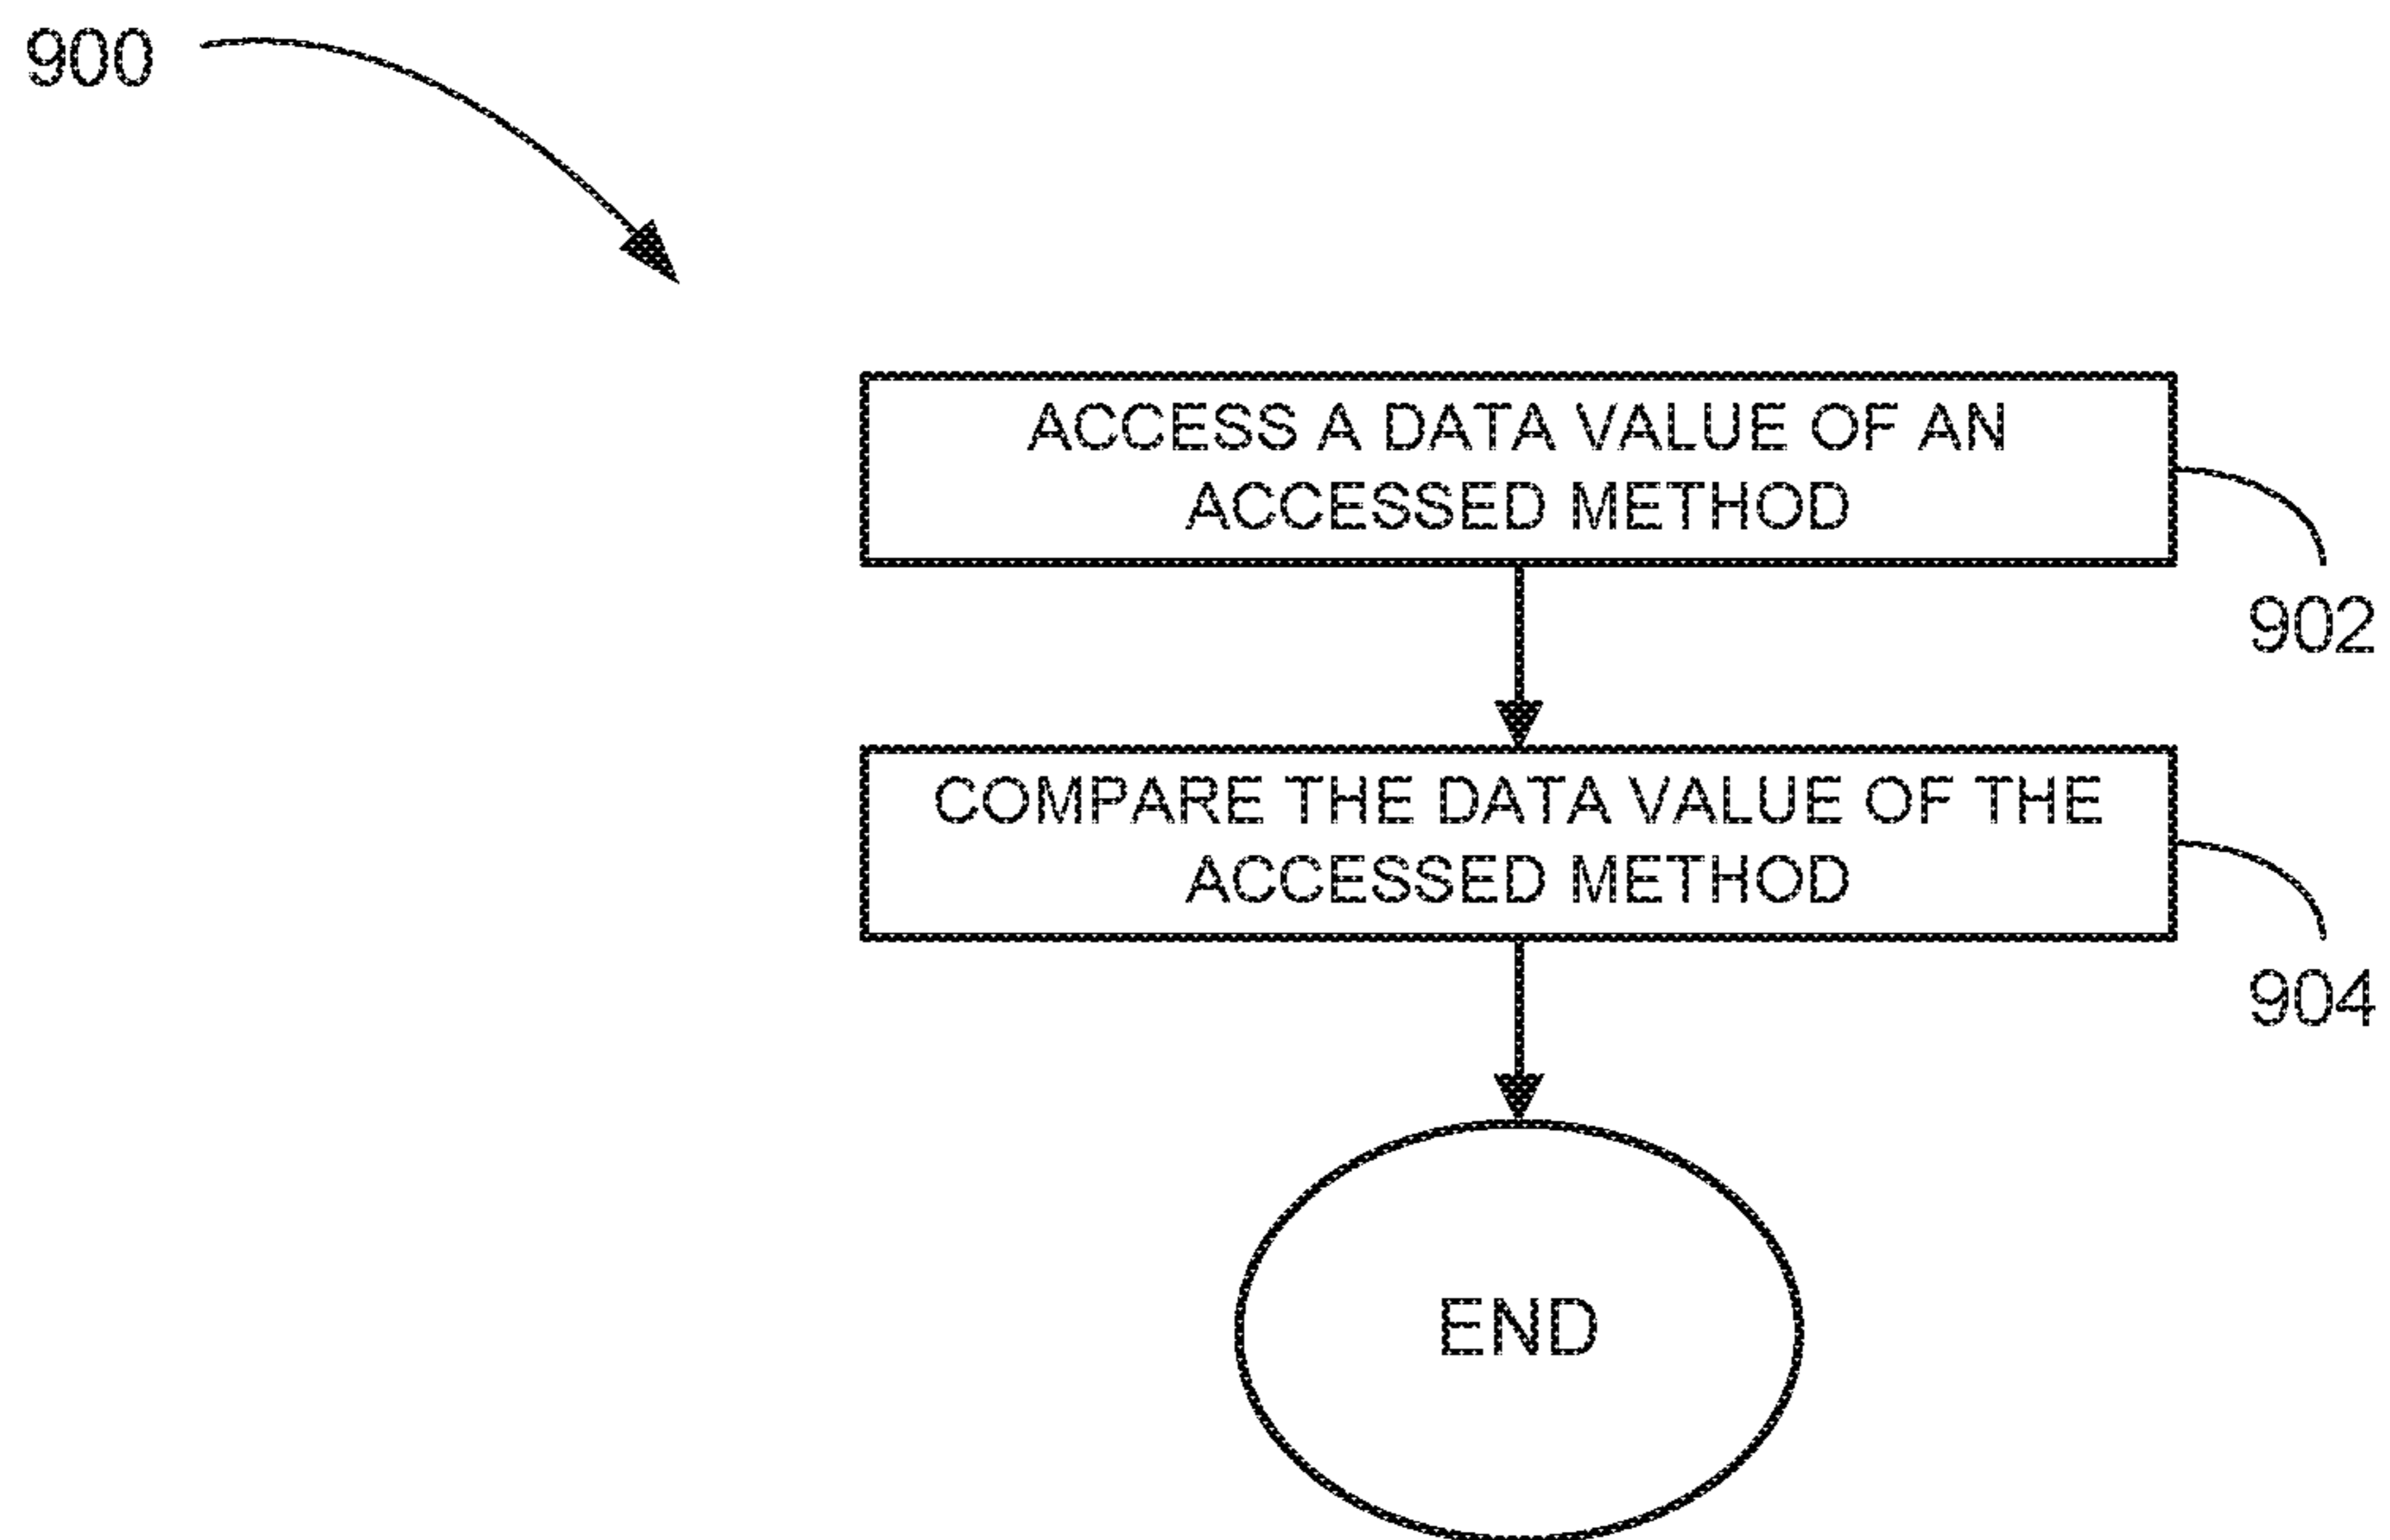 900
ACCESS A DATA VALUE OF AN
ACCESSED METHOD
902
COMPARE THE DATA VALUE OF THE
ACCESSED METHOD
904
END